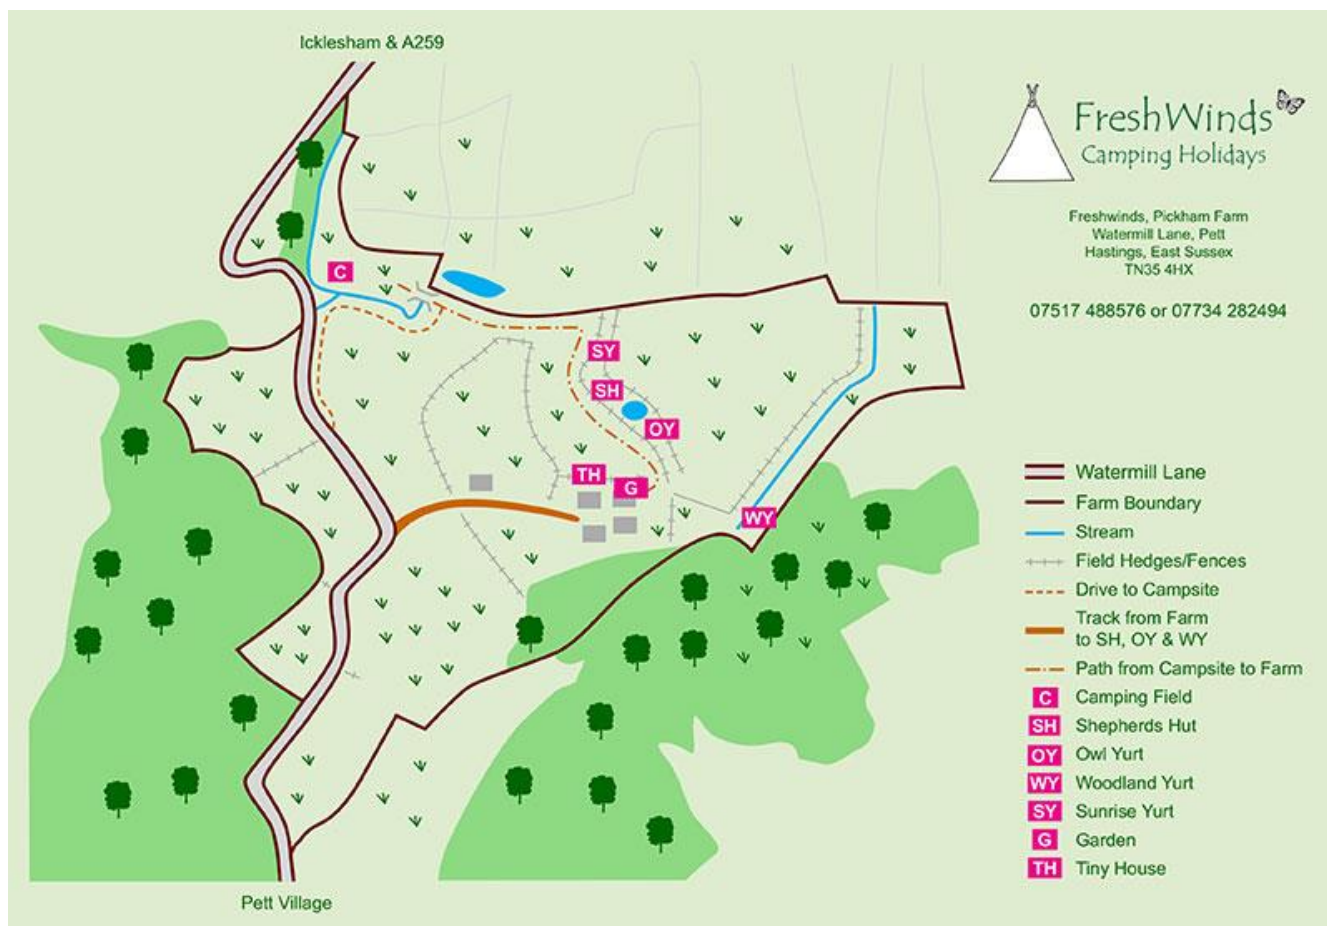 Icklesham & A259
FreshWinds
Camping Holidays
Freshwinds, Pickham Farm
Watermill Lane, Pett
Hastings, East Sussex
TN35 4HX
07517 488576 or 07734 282494
C
SY
SH
OY
TH
G
WY
Watermill Lane
Farm Boundary
Stream
Field Hedges/Fences
Drive to Campsite
Track from Farm
to SH, OY & WY
Path from Campsite to Farm
C Camping Field
SH Shepherds Hut
OY Owl Yurt
WY Woodland Yurt
SY Sunrise Yurt
G Garden
TH Tiny House
Pett Village